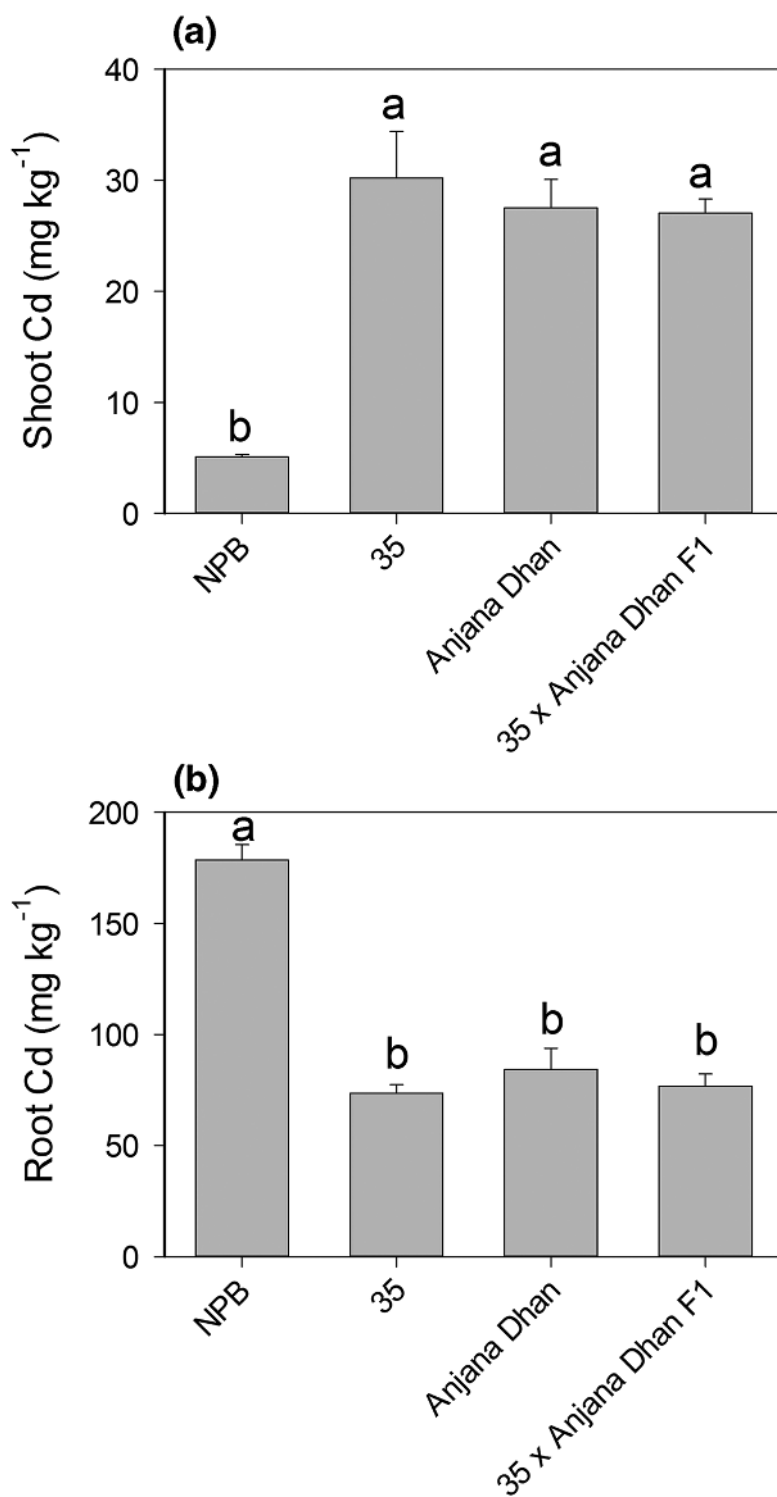 (a)
Shoot Cd (mg kg⁻¹)
40
30
20
10
0
b
a
a
a
NPB
35
Anjana Dhan
35 x Anjana Dhan F1
(b)
Root Cd (mg kg⁻¹)
200
150
100
50
0
a
b
b
b
NPB
35
Anjana Dhan
35 x Anjana Dhan F1